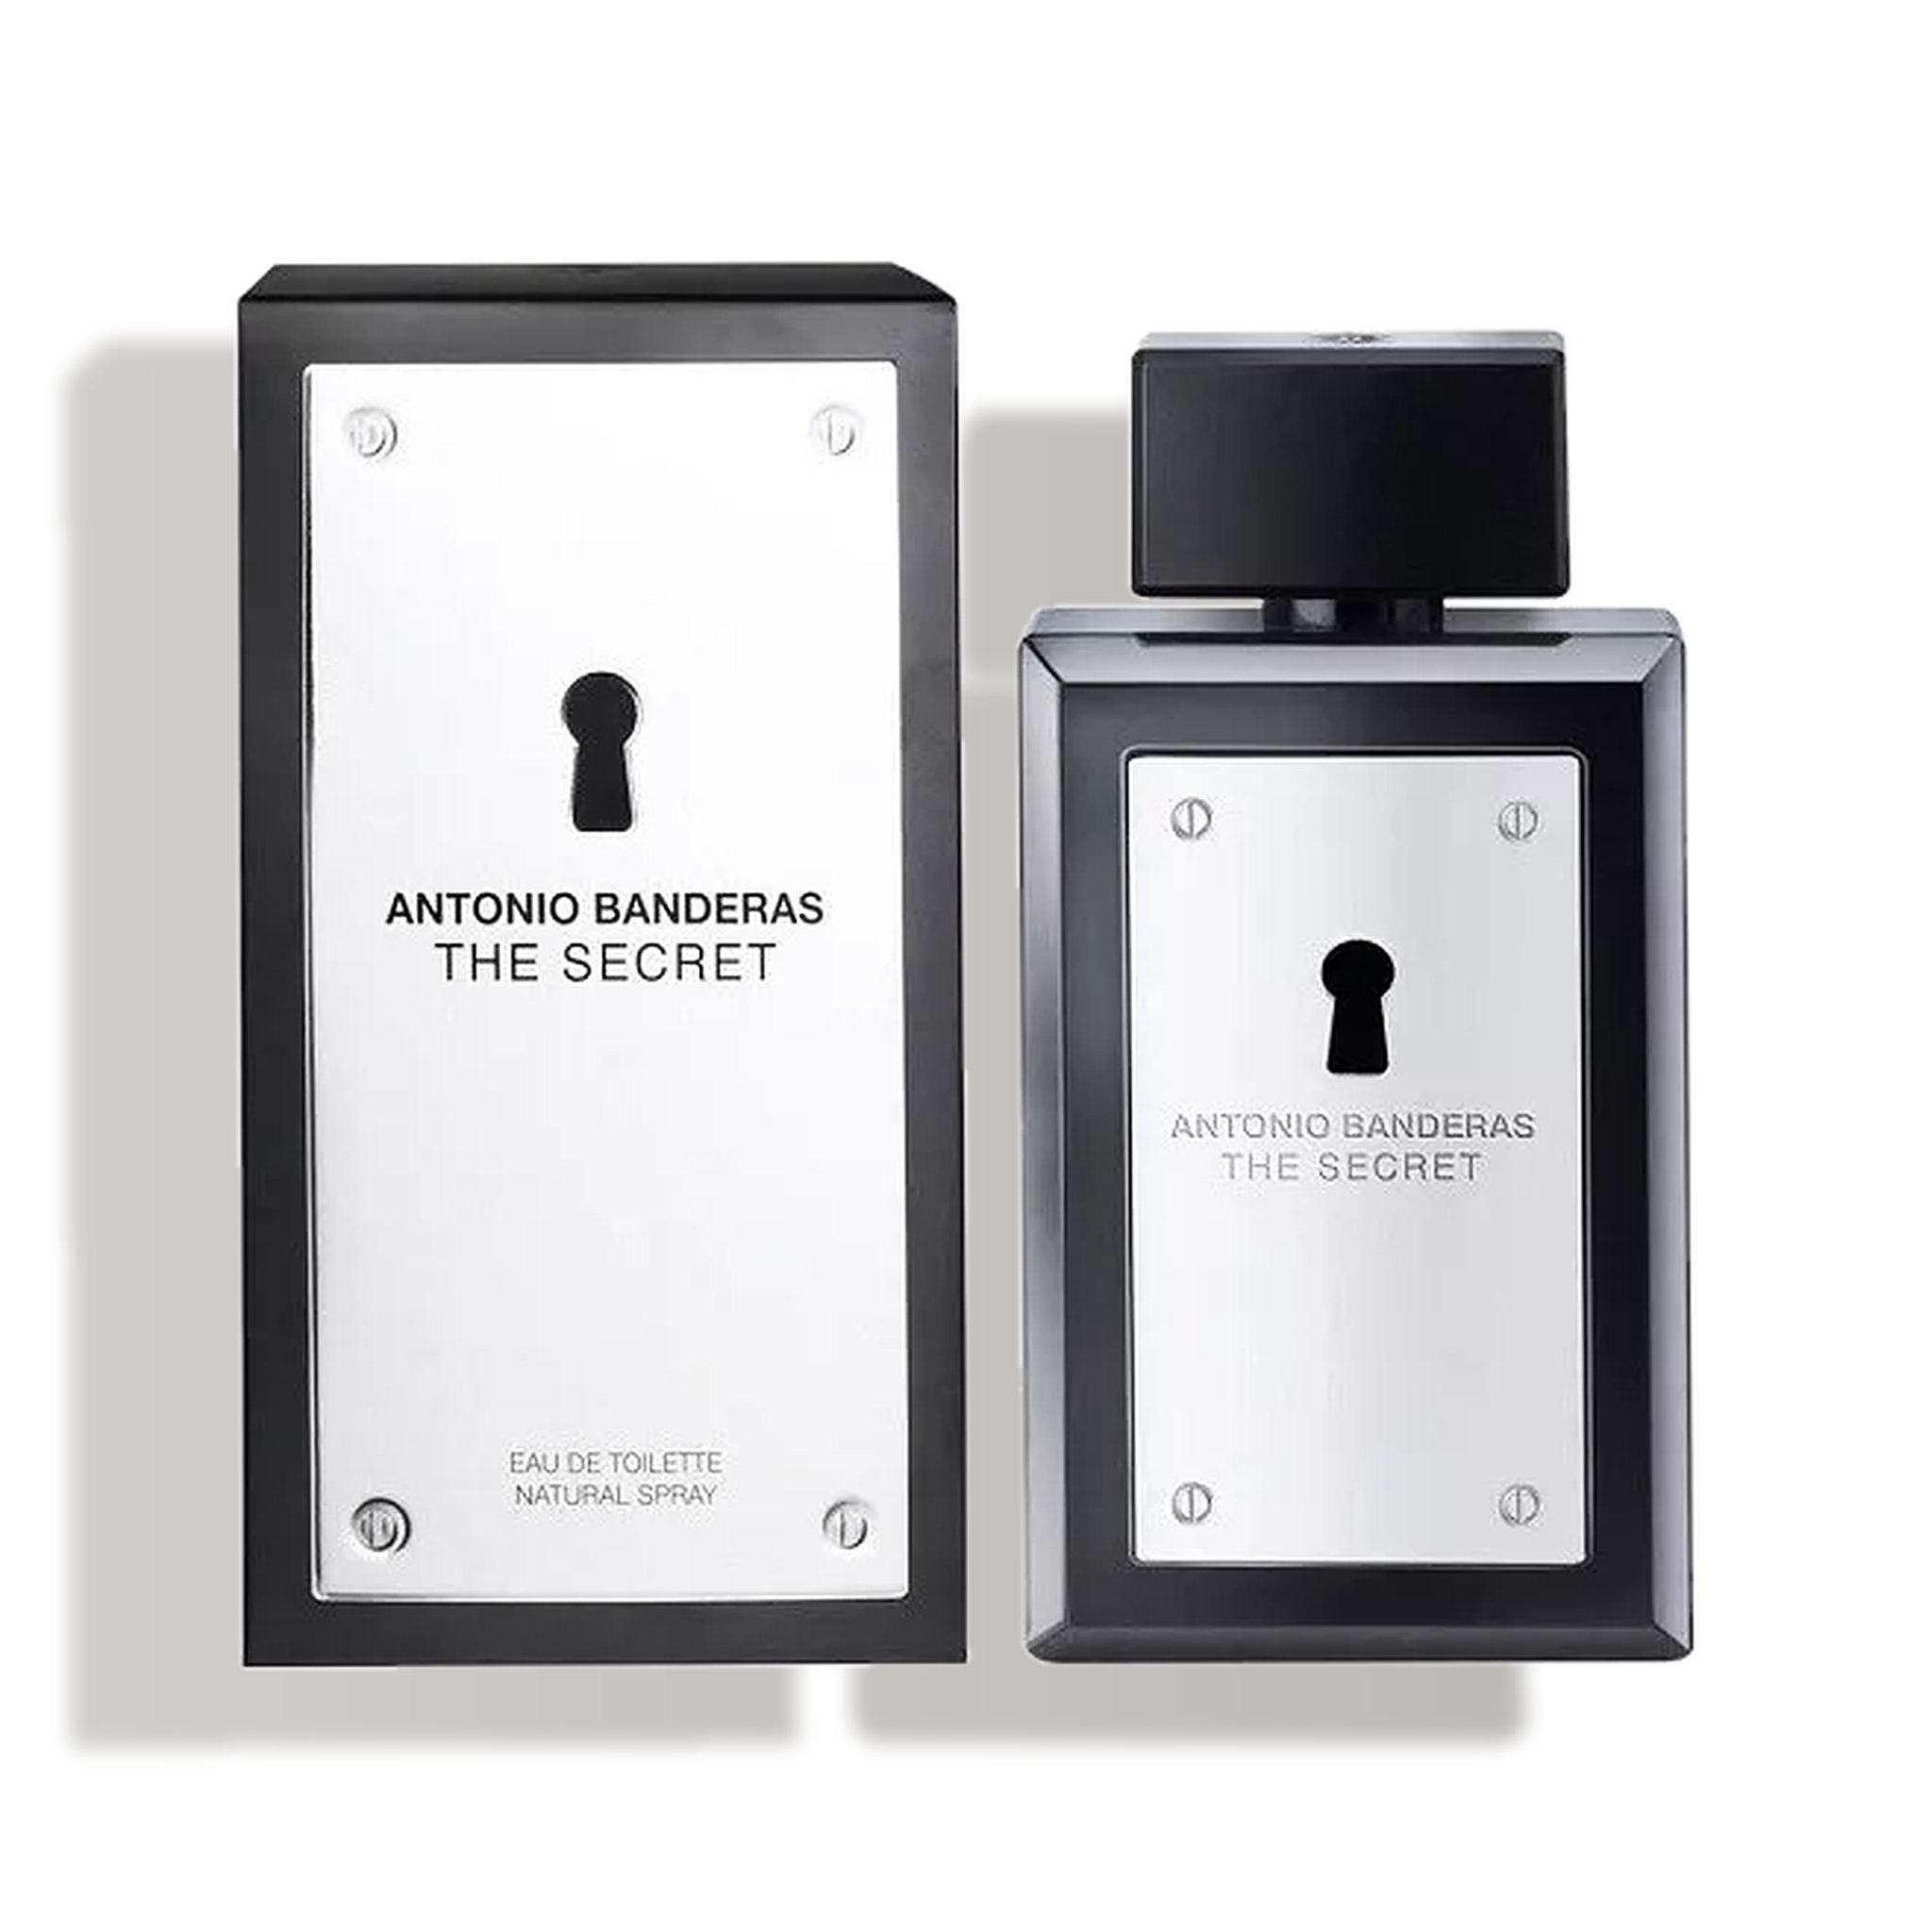 ANTONIO BANDERAS
THE SECRET
EAU DE TOILETTE
NATURAL SPRAY
ANTONIO BANDERAS
THE SECRET